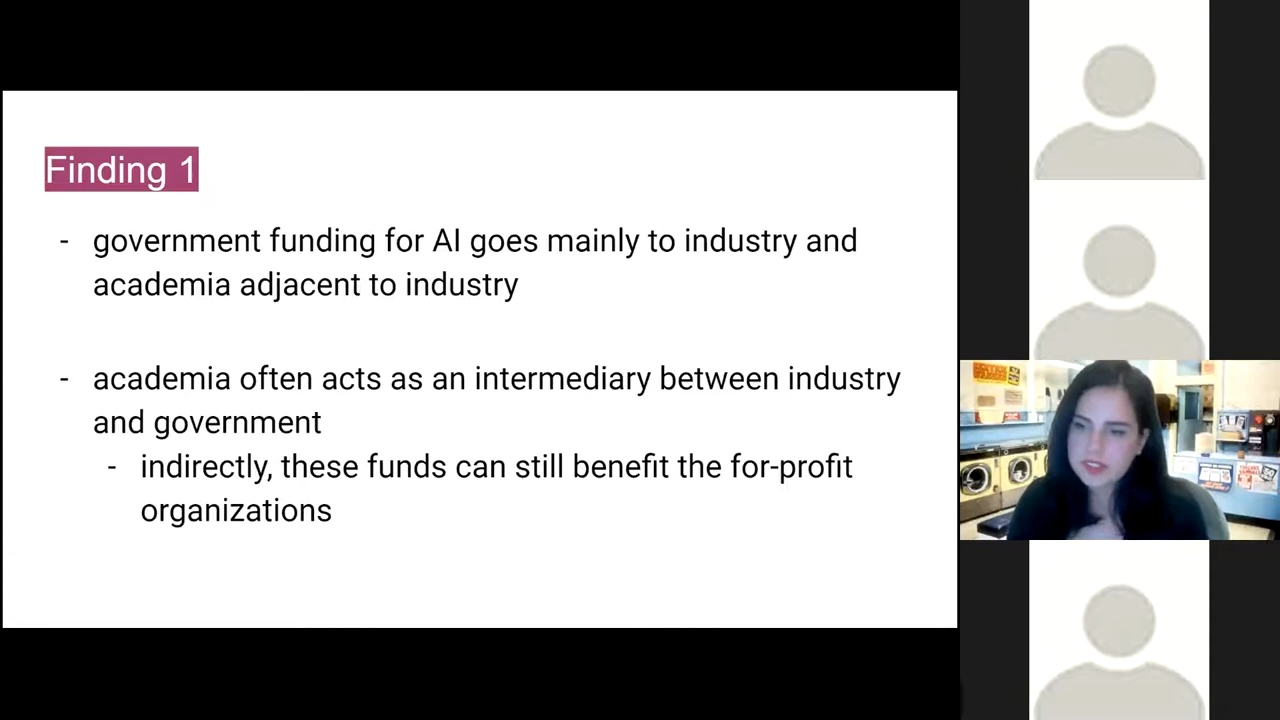 Finding 1
- government funding for AI goes mainly to industry and
academia adjacent to industry
- academia often acts as an intermediary between industry
and government
- indirectly, these funds can still benefit the for-profit
organizations